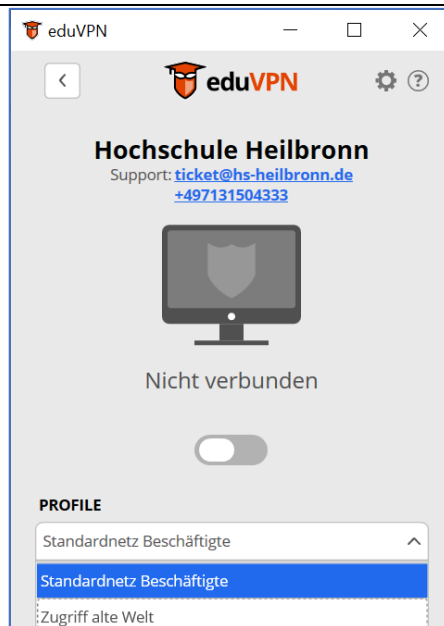 eduVPN
eduVPN
Hochschule Heilbronn
Support: ticket@hs-heilbronn.de
+497131504333
Nicht verbunden
PROFILE
Standardnetz Beschäftigte
Standardnetz Beschäftigte
Zugriff alte Welt